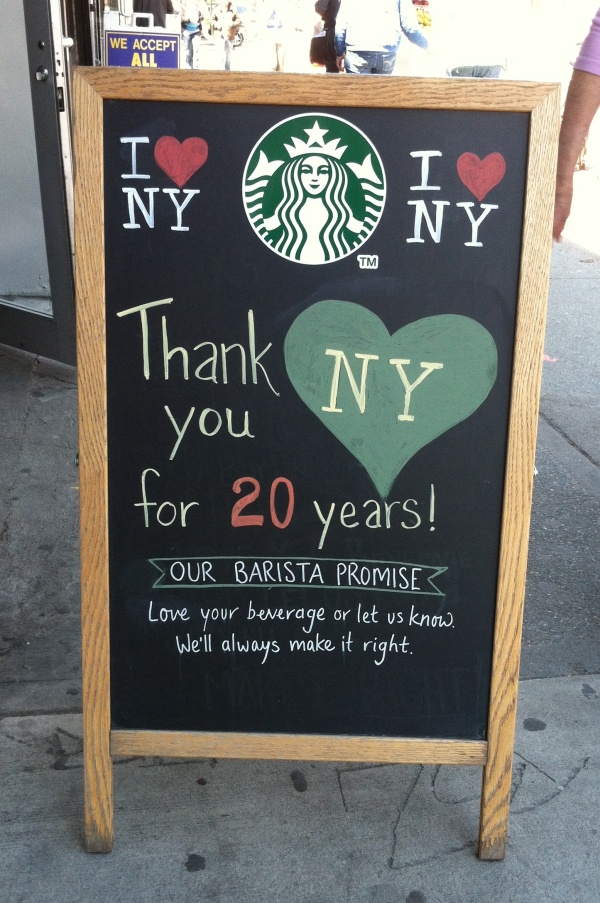 WE ACCEPT
ALL
I ♥
NY
I ♥
NY
TM
Thank
NY
you
for 20 years!
OUR BARISTA PROMISE
Love your beverage or let us know.
We'll always make it right.